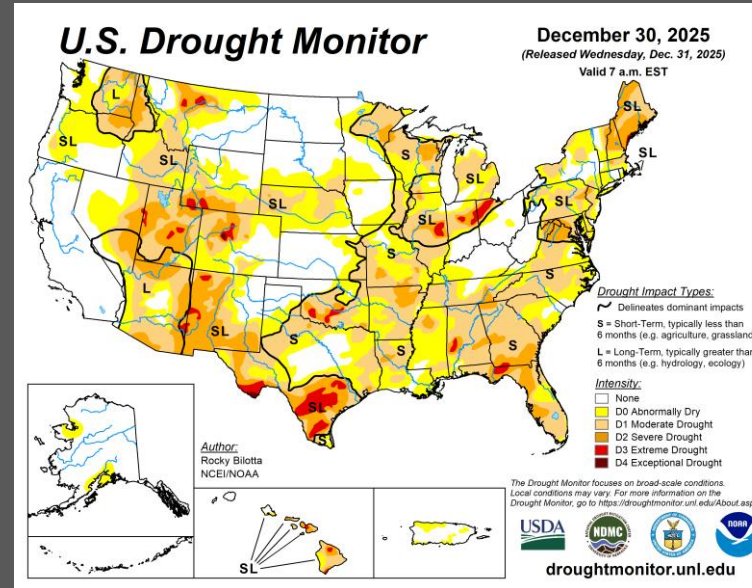 U.S. Drought Monitor
December 30, 2025
(Released Wednesday, Dec. 31, 2025)
Valid 7 a.m. EST
L
SL
SL
SL
SL
S
SL
SL
SL
SL
S
S
L
SL
S
S
S
SL
S
Drought Impact Types:
Delineates dominant impacts
S = Short-Term, typically less than
6 months (e.g. agriculture, grassland
L = Long-Term, typically greater than
6 months (e.g. hydrology, ecology)
Intensity:
None
D0 Abnormally Dry
D1 Moderate Drought
D2 Severe Drought
D3 Extreme Drought
D4 Exceptional Drought
Author:
Rocky Bilotta
NCEI/NOAA
SL
The Drought Monitor focuses on broad-scale conditions.
Local conditions may vary. For more information on the
Drought Monitor, go to https://droughtmonitor.unl.edu/About.asp
USDA
NDMC
NOAA
droughtmonitor.unl.edu